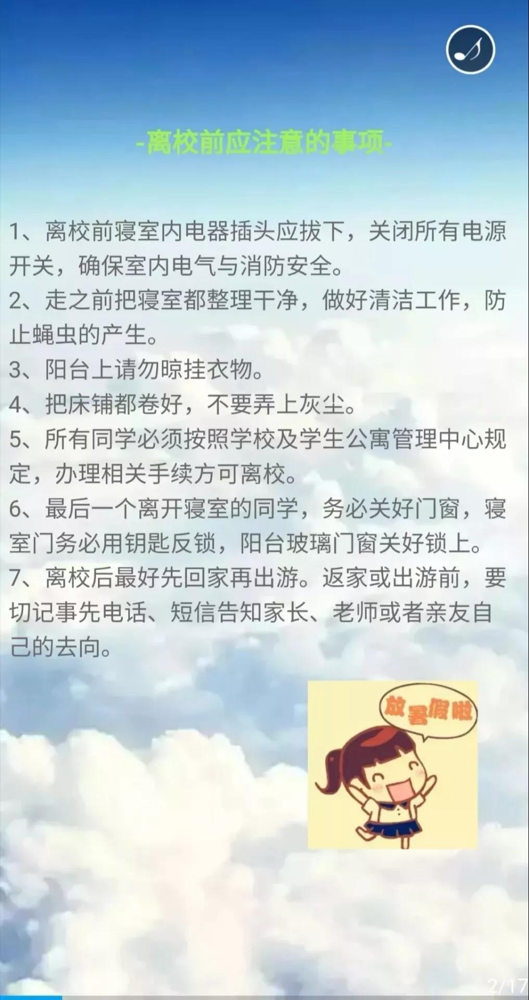 -离校前应注意的事项-
1、离校前寝室内电器插头应拔下，关闭所有电源
开关，确保室内电气与消防安全。
2、走之前把寝室都整理干净，做好清洁工作，防
止蝇虫的产生。
3、阳台上请勿晾挂衣物。
4、把床铺都卷好，不要弄上灰尘。
5、所有同学必须按照学校及学生公寓管理中心规
定，办理相关手续方可离校。
6、最后一个离开寝室的同学，务必关好门窗，寝
室门务必用钥匙反锁，阳台玻璃门窗关好锁上。
7、离校后最好先回家再出游。返家或出游前，要
切记事先电话、短信告知家长、老师或者亲友自
己的去向。
放暑假啦
2/17